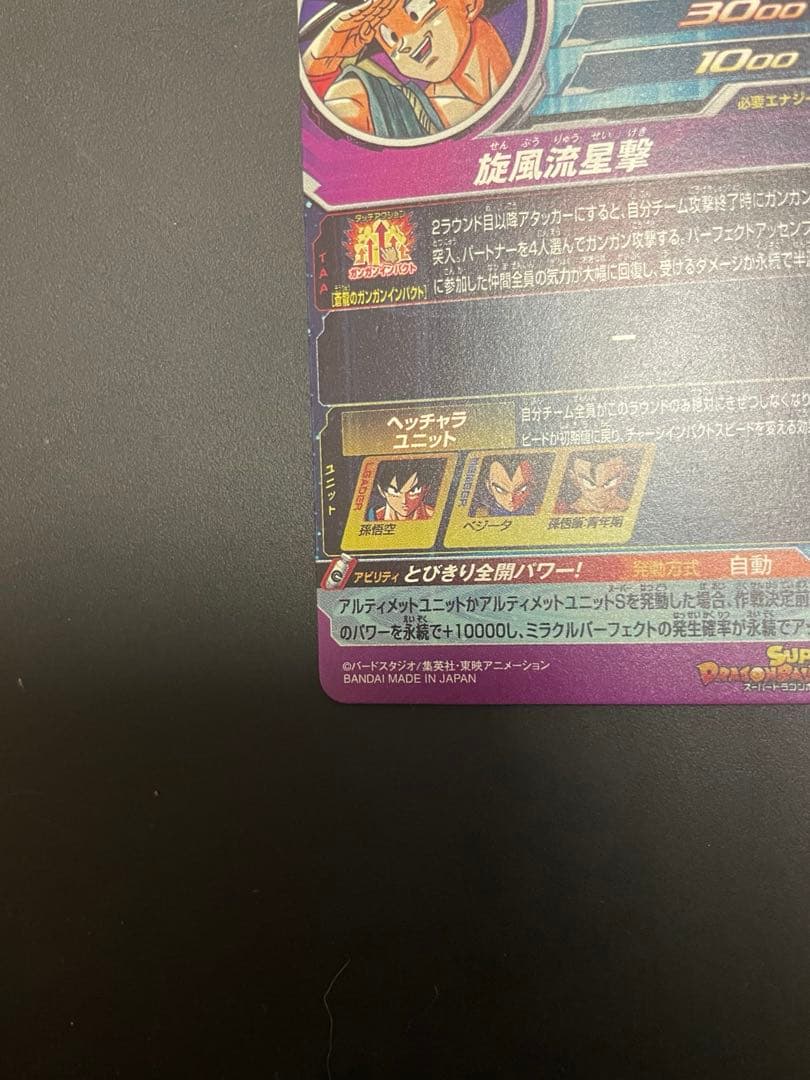 3000
1000
必要エナジー
せん ぷう りゅう せい げき
旋風流星撃
タッチアクション
ガンガンインパクト
[蒼龍のガンガンインパクト]
TAA
2ラウンド目以降アタッカーにすると、自分チーム攻撃終了時にガンガン
突入。パートナーを4人選んでガンガン攻撃する。パーフェクトアッセンブ
に参加した仲間全員の気力が大幅に回復し、受けるダメージが永続で半
ー
ユニット
ヘッチャラ
ユニット
自分チーム全員がこのラウンドのみ絶対にきぜつしなくなり
ピードが初期値に戻り、チャージインパクトスピードを変える効
LEADER
孫悟空
MEMBER
ベジータ
孫悟飯:青年期
アビリティ とびきり全開パワー! 発動方式 自動
アルティメットユニットかアルティメットユニットSを発動した場合、作戦決定前
のパワーを永続で+10000し、ミラクルパーフェクトの発生確率が永続でア
©バードスタジオ/集英社・東映アニメーション
BANDAI MADE IN JAPAN
SUP
DRAGONBAL
スーパードラゴンボ